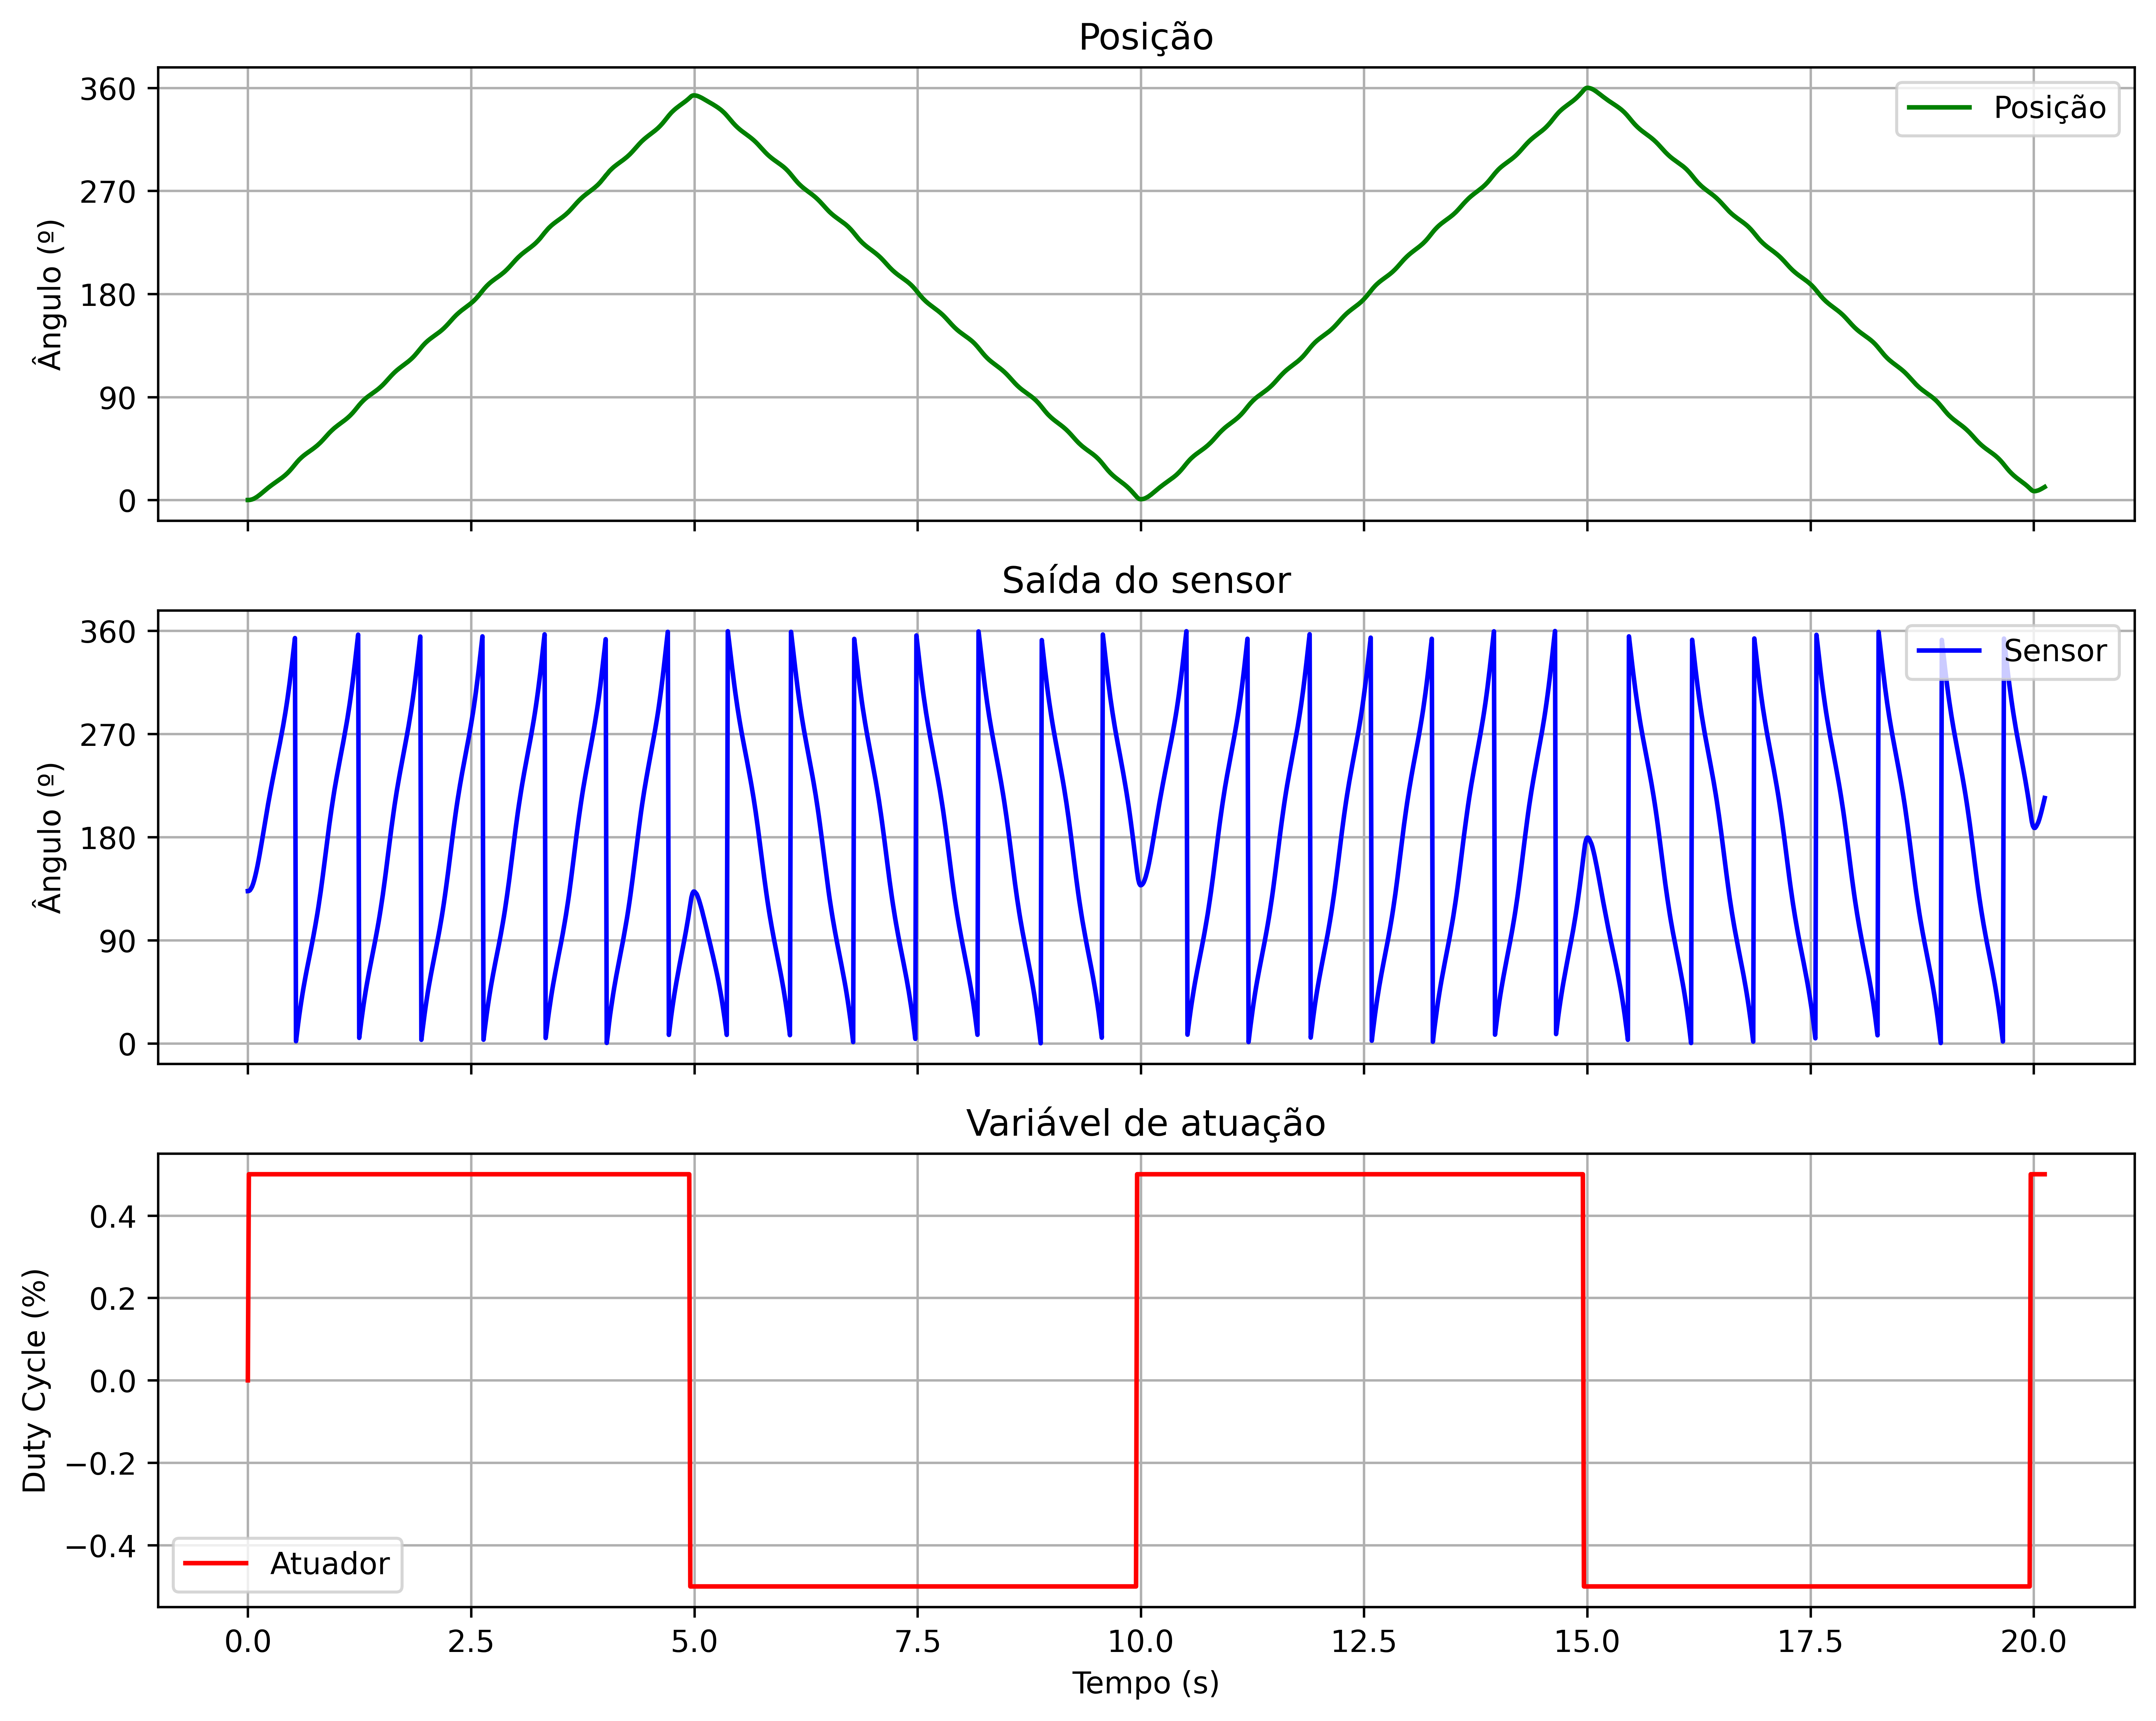 Posição
360
270
180
90
0
Ângulo (º)
Posição
Saída do sensor
360
270
180
90
0
Ângulo (º)
Sensor
Variável de atuação
0.4
0.2
0.0
−0.2
−0.4
Duty Cycle (%)
Atuador
0.0 2.5 5.0 7.5 10.0 12.5 15.0 17.5 20.0
Tempo (s)